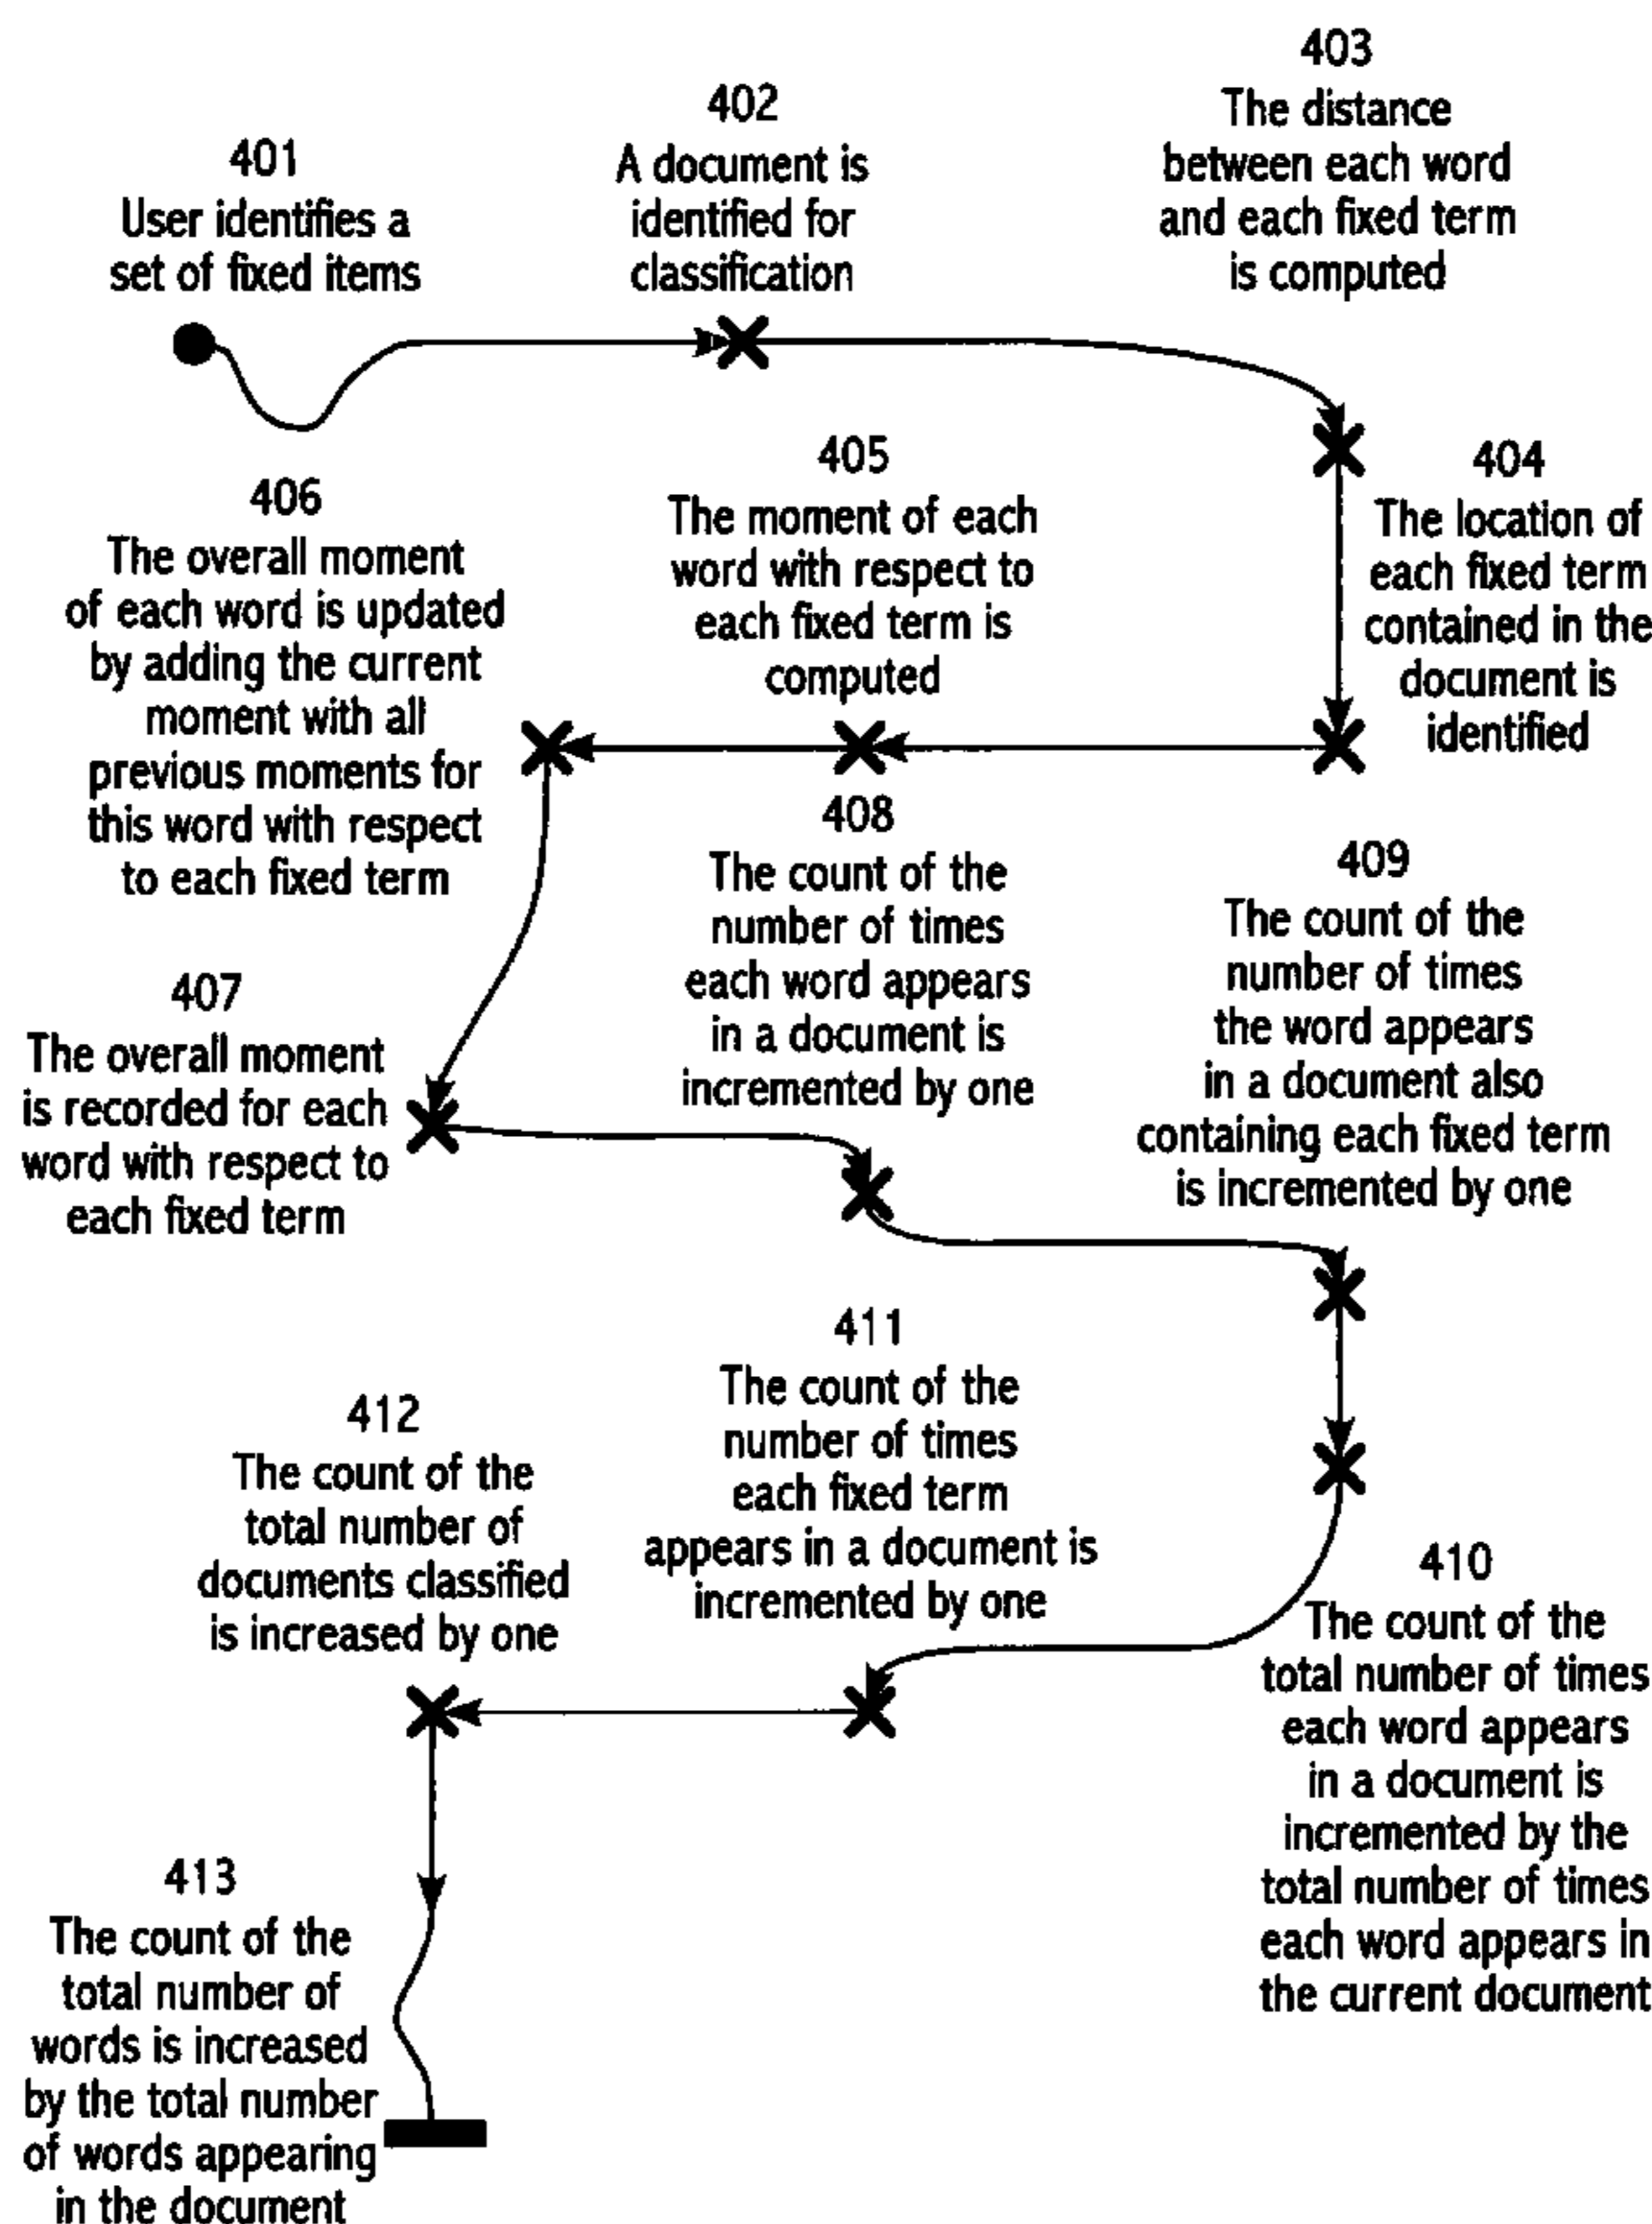 401
User identifies a
set of fixed items
402
A document is
identified for
classification
403
The distance
between each word
and each fixed term
is computed
404
The location of
each fixed term
contained in the
document is
identified
405
The moment of each
word with respect to
each fixed term is
computed
406
The overall moment
of each word is updated
by adding the current
moment with all
previous moments for
this word with respect
to each fixed term
407
The overall moment
is recorded for each
word with respect to
each fixed term
408
The count of the
number of times
each word appears
in a document is
incremented by one
409
The count of the
number of times
the word appears
in a document also
containing each fixed term
is incremented by one
410
The count of the
total number of times
each word appears
in a document is
incremented by the
total number of times
each word appears in
the current document
411
The count of the
number of times
each fixed term
appears in a document is
incremented by one
412
The count of the
total number of
documents classified
is increased by one
413
The count of the
total number of
words is increased
by the total number
of words appearing
in the document